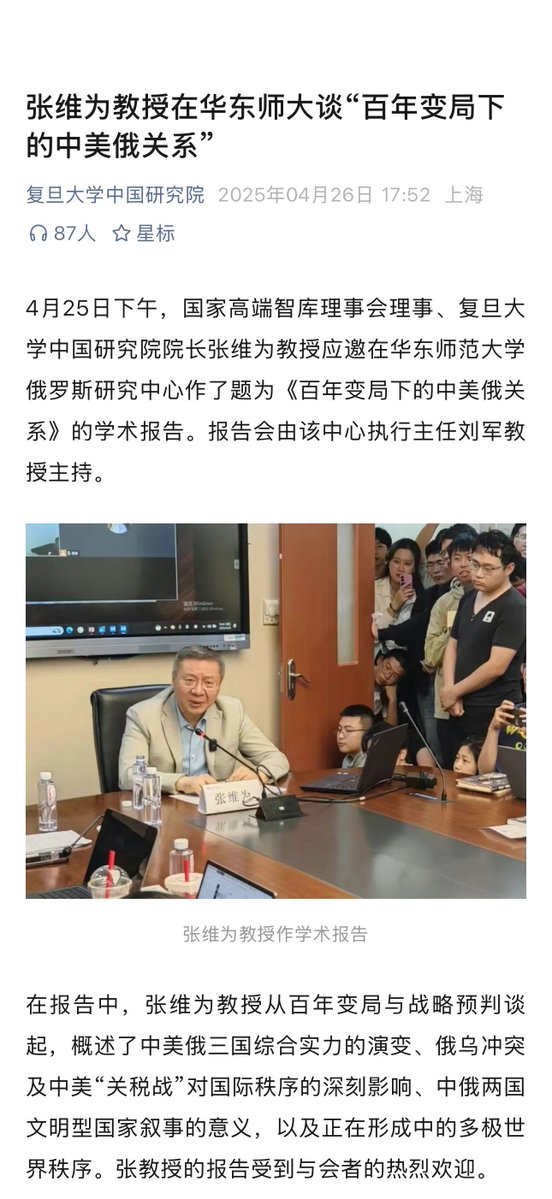 张维为教授在华东师大谈“百年变局下
的中美俄关系”
复旦大学中国研究院 2025年04月26日 17:52 上海
87人 星标
4月25日下午，国家高端智库理事会理事、复旦大
学中国研究院院长张维为教授应邀在华东师范大学
俄罗斯研究中心作了题为《百年变局下的中美俄关
系》的学术报告。报告会由该中心执行主任刘军教
授主持。
激活 Windows
张维为
张维为教授作学术报告
在报告中，张维为教授从百年变局与战略预判谈
起，概述了中美俄三国综合实力的演变、俄乌冲突
及中美“关税战”对国际秩序的深刻影响、中俄两国
文明型国家叙事的意义，以及正在形成中的多极世
界秩序。张教授的报告受到与会者的热烈欢迎。